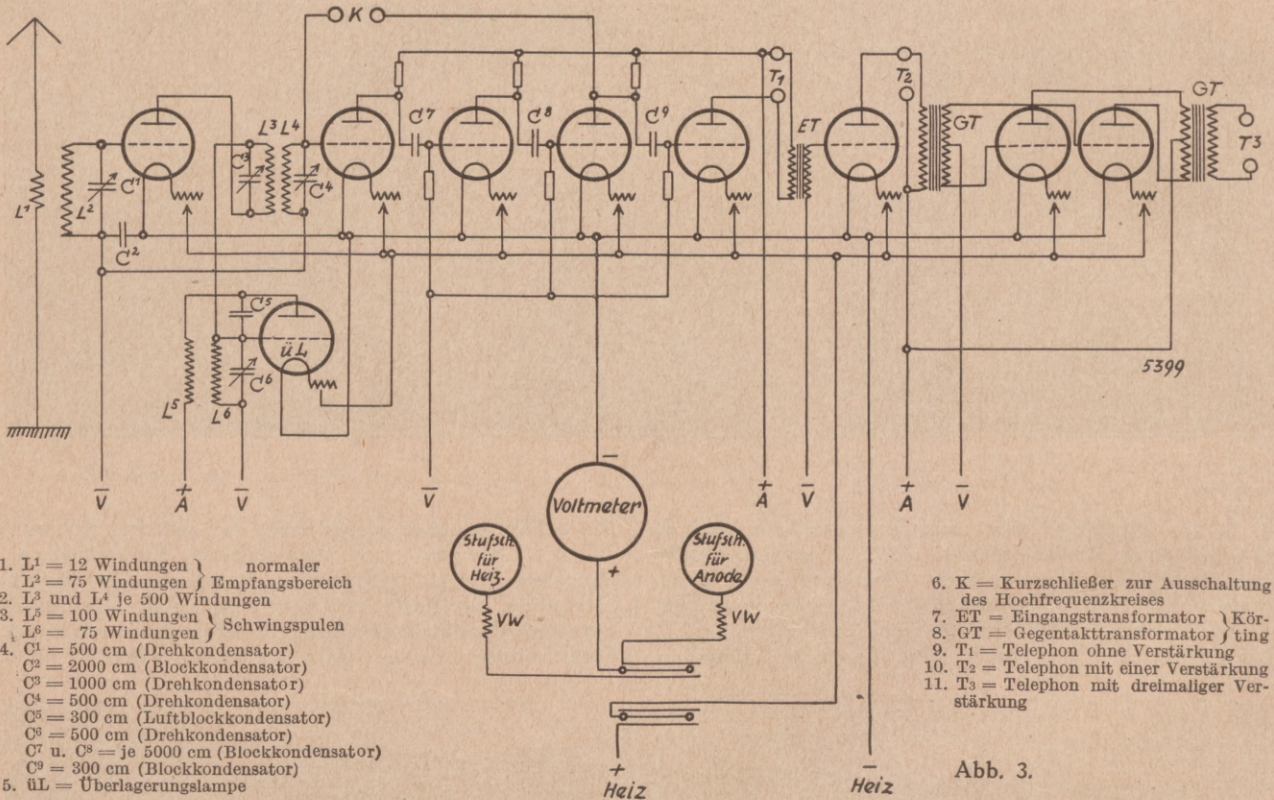 K
L¹
L²
C¹
C²
L³ L⁴
C³
C⁴
C⁷
C⁸
C⁹
T1
ET
T2
GT
GT
T3
C⁵
üL
C⁶
L⁵
L⁶
5399
V̄
+
A
V̄
V̄
+
A
V̄
+
A
V̄
−
Voltmeter
+
Stufsch.
für
Heiz.
VW
Stufsch.
für
Anode
VW
+
Heiz
−
Heiz
1. L¹ = 12 Windungen } normaler
L² = 75 Windungen } Empfangsbereich
2. L³ und L⁴ je 500 Windungen
3. L⁵ = 100 Windungen } Schwingspulen
L⁶ = 75 Windungen }
4. C¹ = 500 cm (Drehkondensator)
C² = 2000 cm (Blockkondensator)
C³ = 1000 cm (Drehkondensator)
C⁴ = 500 cm (Drehkondensator)
C⁵ = 300 cm (Luftblockkondensator)
C⁶ = 500 cm (Drehkondensator)
C⁷ u. C⁸ = je 5000 cm (Blockkondensator)
C⁹ = 300 cm (Blockkondensator)
5. üL = Überlagerungslampe
6. K = Kurzschließer zur Ausschaltung
des Hochfrequenzkreises
7. ET = Eingangstransformator } Kör-
8. GT = Gegentakttransformator } ting
9. T1 = Telephon ohne Verstärkung
10. T2 = Telephon mit einer Verstärkung
11. T3 = Telephon mit dreimaliger Ver-
stärkung
Abb. 3.